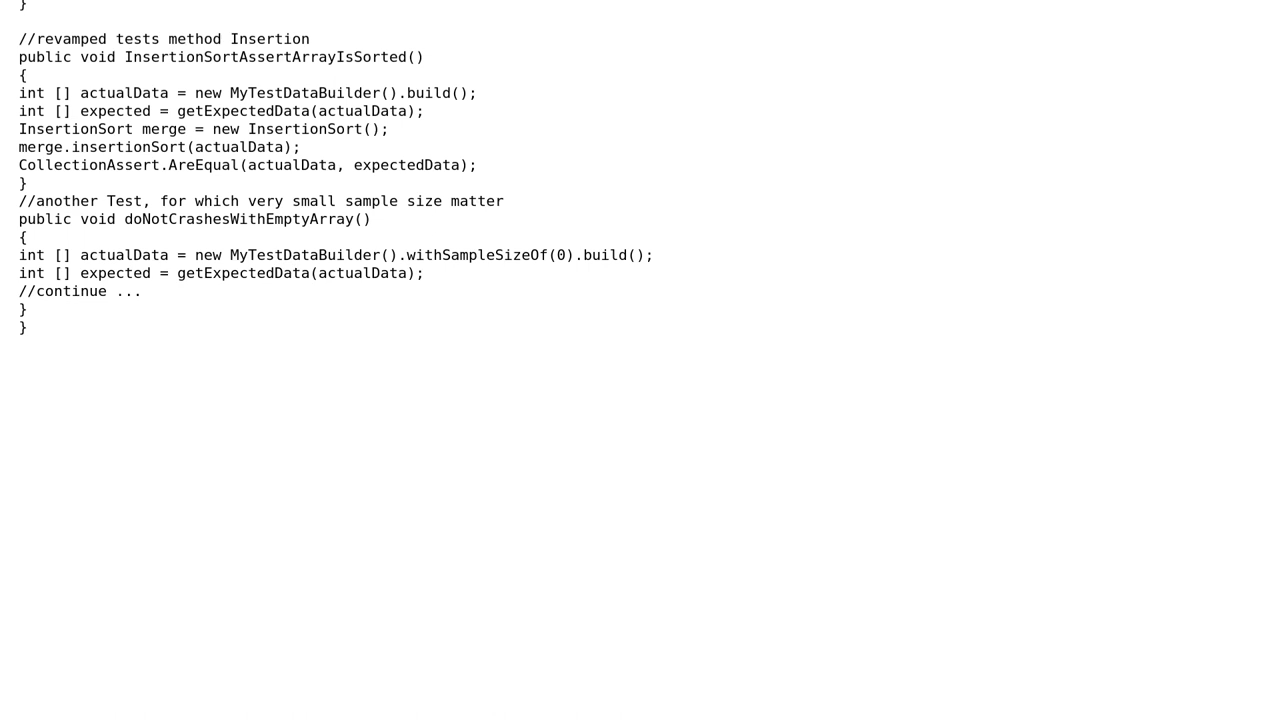 }
//revamped tests method Insertion
public void InsertionSortAssertArrayIsSorted()
{
int [] actualData = new MyTestDataBuilder().build();
int [] expected = getExpectedData(actualData);
InsertionSort merge = new InsertionSort();
merge.insertionSort(actualData);
CollectionAssert.AreEqual(actualData, expectedData);
}
//another Test, for which very small sample size matter
public void doNotCrashesWithEmptyArray()
{
int [] actualData = new MyTestDataBuilder().withSampleSizeOf(0).build();
int [] expected = getExpectedData(actualData);
//continue ...
}
}